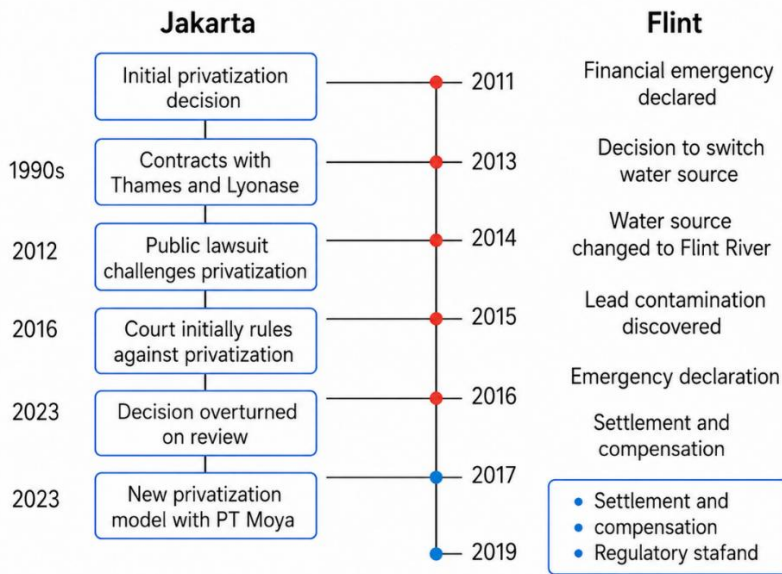 Jakarta
Flint
Initial privatization
decision
2011
Financial emergency
declared
1990s
Contracts with
Thames and Lyonase
2013
Decision to switch
water source
2012
Public lawsuit
challenges privatization
2014
Water source
changed to Flint River
2016
Court initially rules
against privatization
2015
Lead contamination
discovered
2023
Decision overturned
on review
2016
Emergency declaration
Settlement and
compensation
2023
New privatization
model with PT Moya
2017
Settlement and
compensation
Regulatory stafand
2019